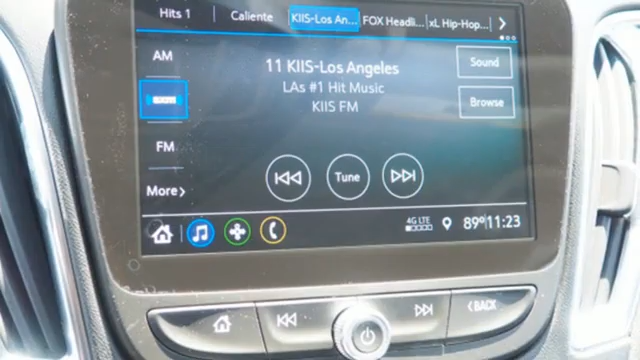 Hits 1 Caliente KIIS-Los An... FOX Headli... xL Hip-Hop...
AM
11 KIIS-Los Angeles
Sound
LAs #1 Hit Music
Browse
KIIS FM
FM
Tune
More
4G LTE
89° 11:23
BACK